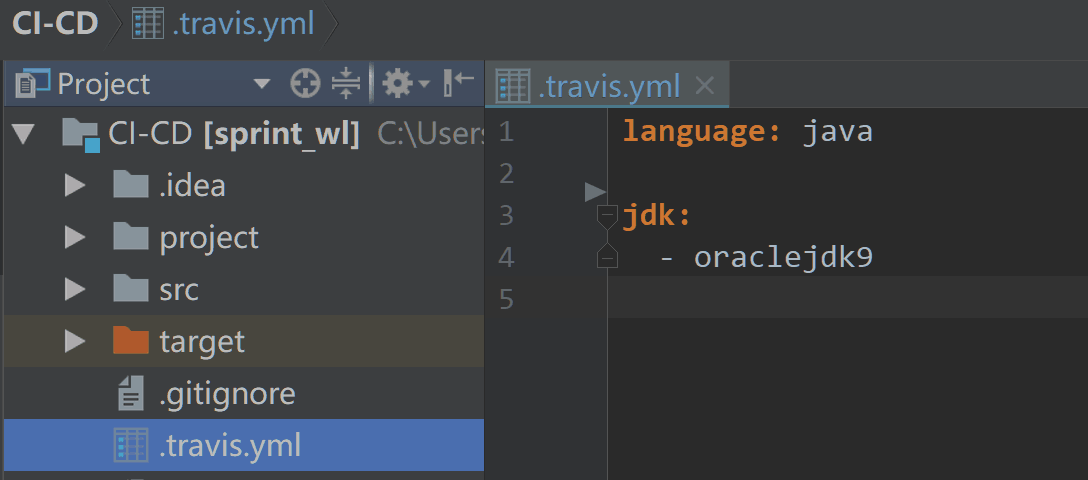 CI-CD .travis.yml
Project
.travis.yml
CI-CD [sprint_wl] C:\Users
.idea
project
src
target
.gitignore
.travis.yml
1 language: java
2
3 jdk:
4 - oraclejdk9
5